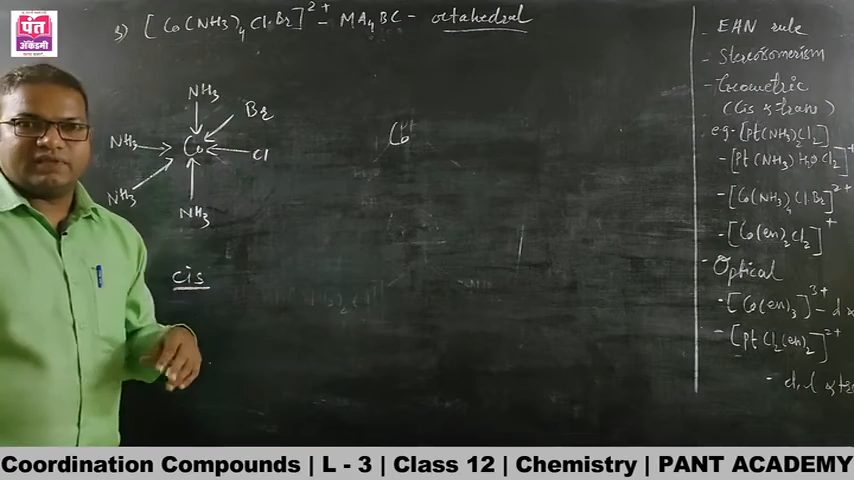 पंत
अ‍ॅकॅडमी
3) [Co(NH3)4 Cl·Br]2+ – MA4BC – octahedral
NH3
Br
NH3
Co
Cl
NH3
NH3
cis
Co
- EAN rule
- Stereoisomerism
- Geometric
(Cis & trans)
eg - [Pt(NH3)2Cl2]
- [Pt(NH3) H2O Cl2]+
- [Co(NH3)4 Cl·Br]2+
- [Co(en)2Cl2]+
- Optical
- [Co(en)3]3+ – d &
- [Pt Cl2(en)2]2+
- d, l &
Coordination Compounds | L - 3 | Class 12 | Chemistry | PANT ACADEMY